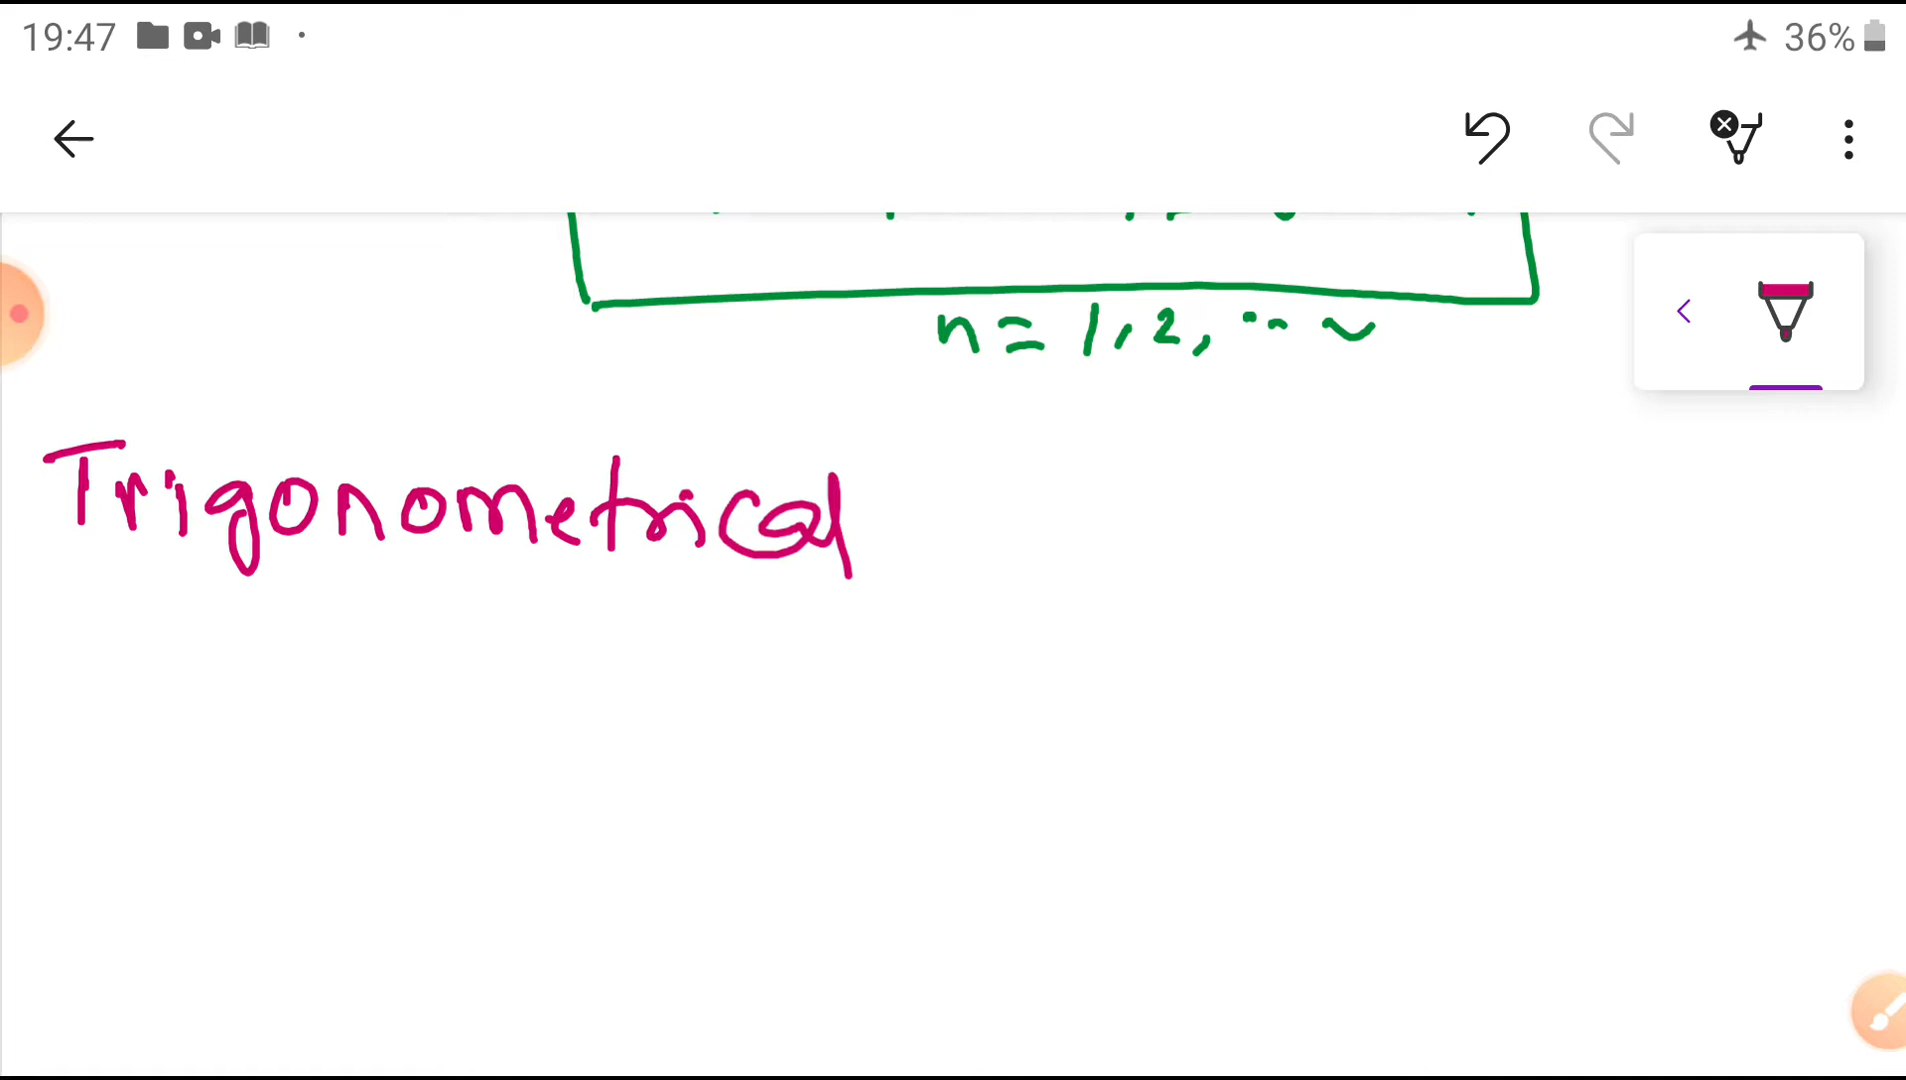 19:47
36%
n = 1, 2, ...
Trigonometrical